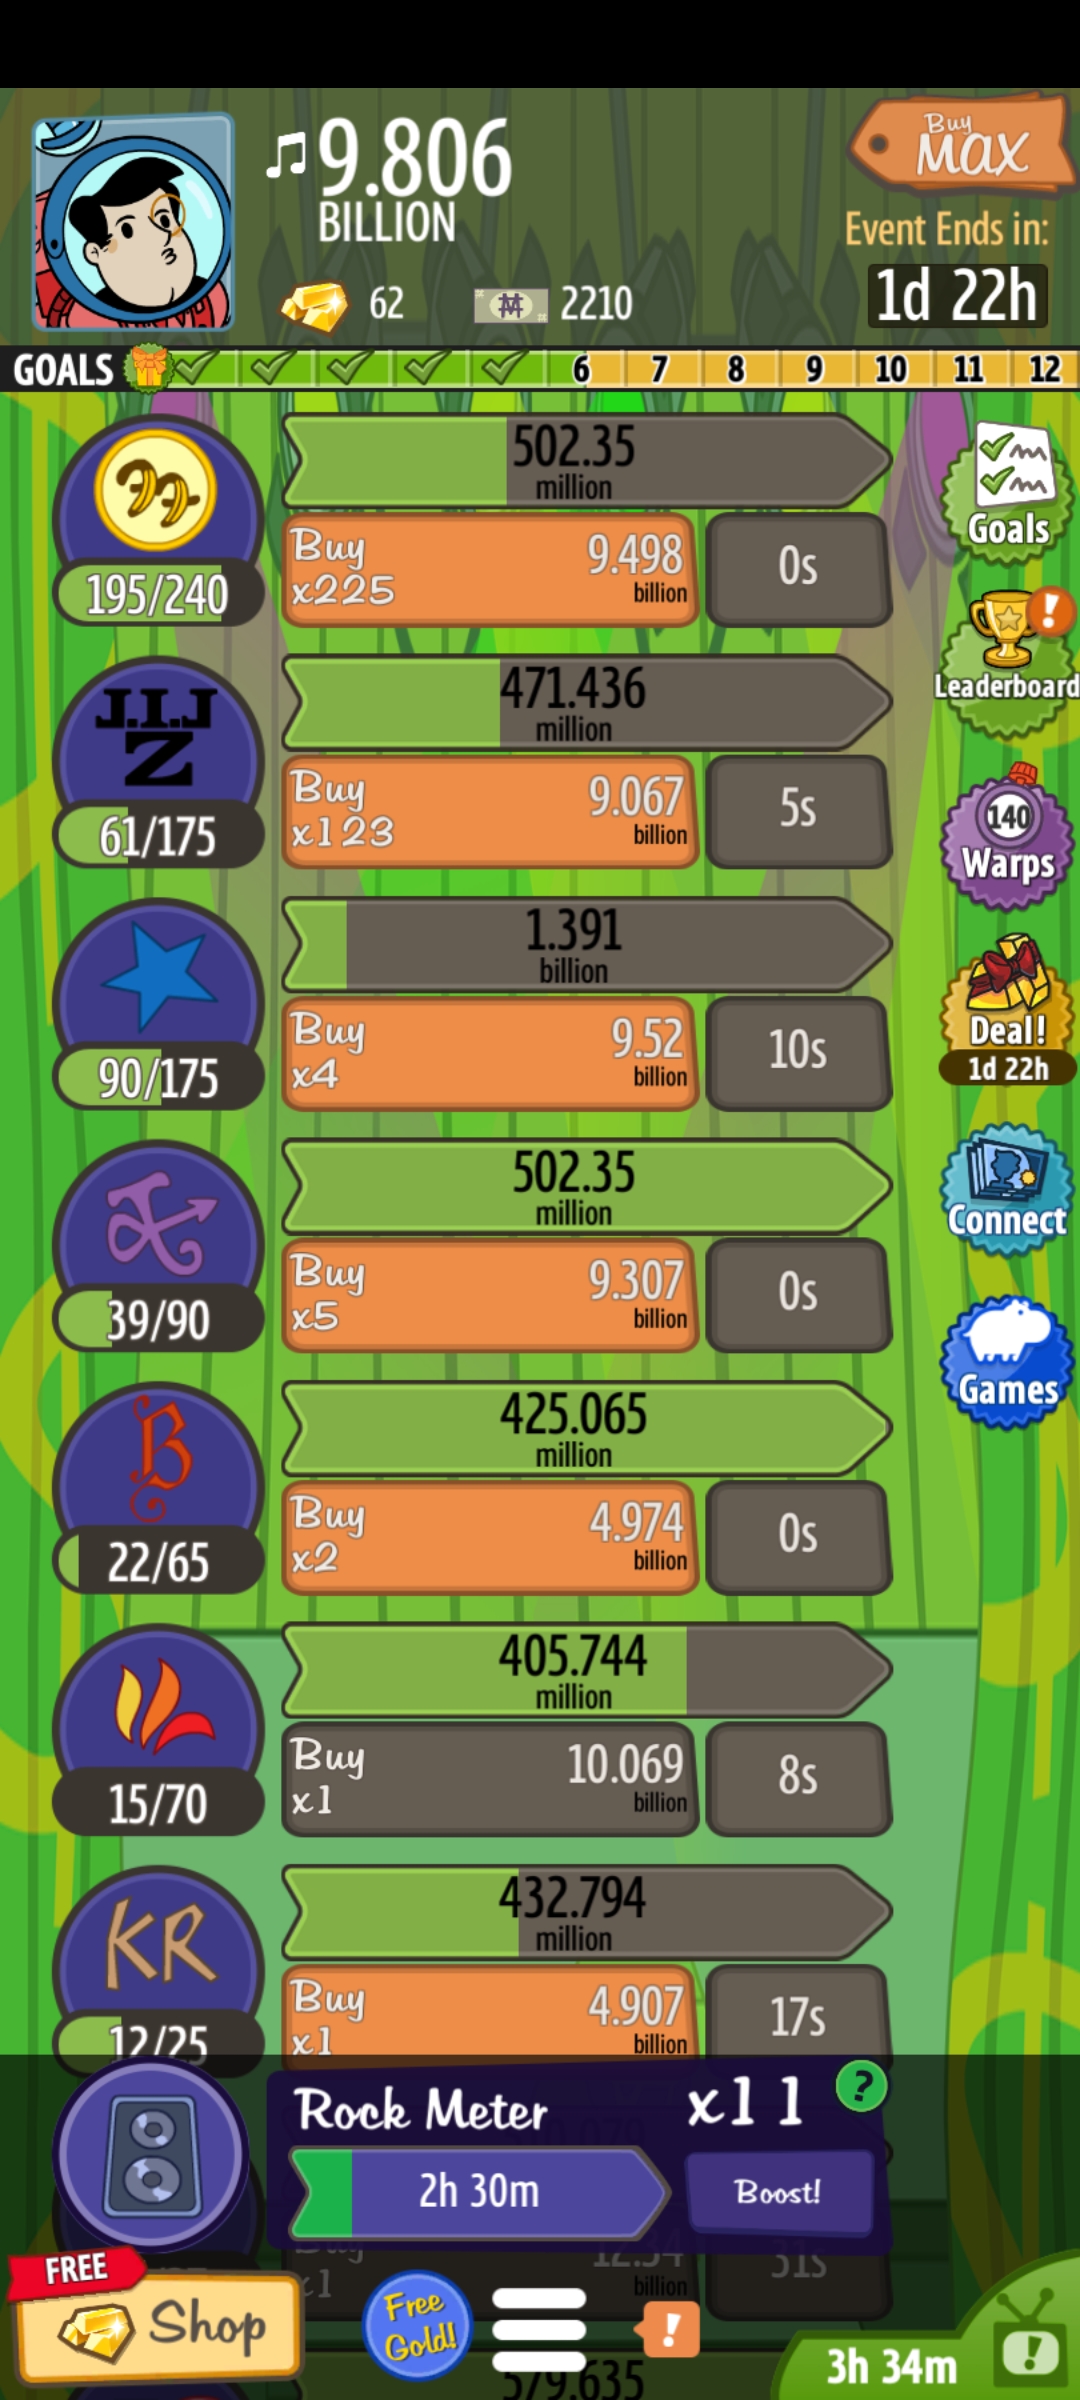 9.806
BILLION
Buy
MAX
Event Ends in:
1d 22h
62
2210
GOALS 6 7 8 9 10 11 12
502.35
million
Buy
x225
9.498
billion
0s
195/240
Goals
J.I.J
Z
471.436
million
Buy
x123
9.067
billion
5s
61/175
Leaderboard
140
Warps
1.391
billion
Buy
x4
9.52
billion
10s
90/175
Deal!
1d 22h
502.35
million
Buy
x5
9.307
billion
0s
39/90
Connect
B
425.065
million
Buy
x2
4.974
billion
0s
22/65
Games
405.744
million
Buy
x1
10.069
billion
8s
15/70
KR
432.794
million
Buy
x1
4.907
billion
17s
12/25
Rock Meter
x11
?
2h 30m
Boost!
Buy
x1
12.34
billion
31s
FREE
Shop
Free
Gold!
!
579.635
3h 34m
!